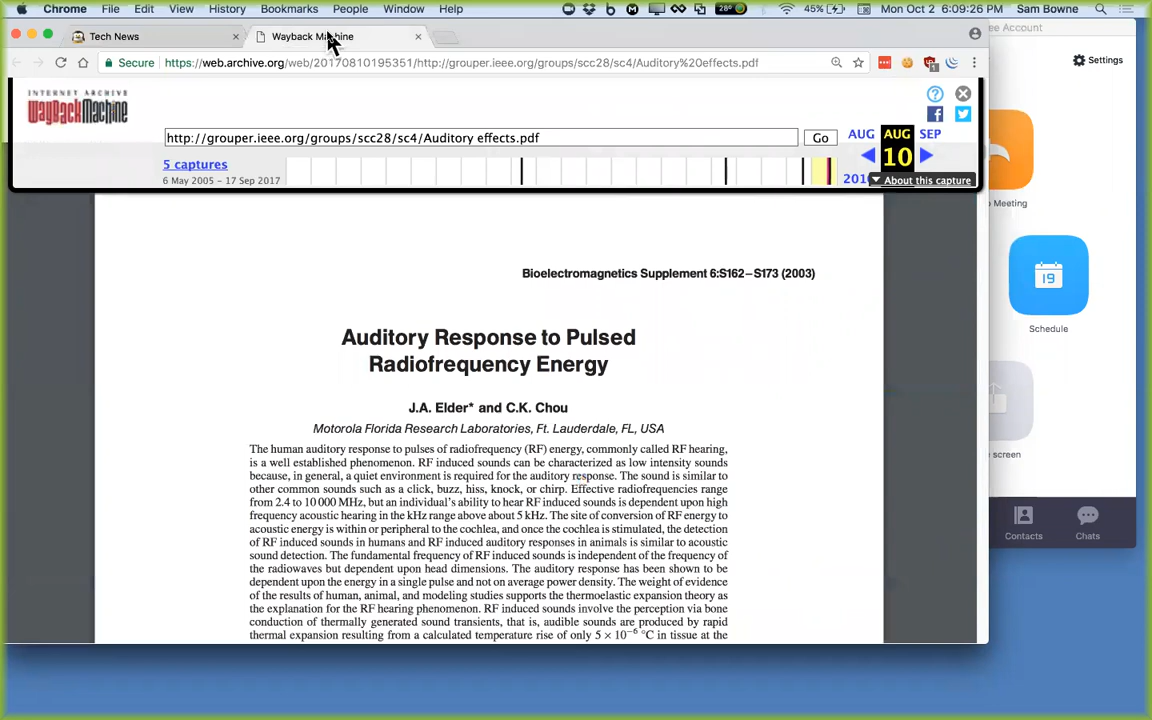 Chrome File Edit View History Bookmarks People Window Help 28° 45% Mon Oct 2 6:09:26 PM Sam Bowne
Tech News
Wayback Machine
ee Account
Secure https://web.archive.org/web/20170810195351/http://grouper.ieee.org/groups/scc28/sc4/Auditory%20effects.pdf
Settings
INTERNET ARCHIVE
WayBackMachine
http://grouper.ieee.org/groups/scc28/sc4/Auditory effects.pdf
Go
AUG AUG SEP
10
5 captures
6 May 2005 – 17 Sep 2017
201
About this capture
Meeting
19
Schedule
screen
Contacts
Chats
Bioelectromagnetics Supplement 6:S162–S173 (2003)
Auditory Response to Pulsed
Radiofrequency Energy
J.A. Elder* and C.K. Chou
Motorola Florida Research Laboratories, Ft. Lauderdale, FL, USA
The human auditory response to pulses of radiofrequency (RF) energy, commonly called RF hearing,
is a well established phenomenon. RF induced sounds can be characterized as low intensity sounds
because, in general, a quiet environment is required for the auditory response. The sound is similar to
other common sounds such as a click, buzz, hiss, knock, or chirp. Effective radiofrequencies range
from 2.4 to 10 000 MHz, but an individual's ability to hear RF induced sounds is dependent upon high
frequency acoustic hearing in the kHz range above about 5 kHz. The site of conversion of RF energy to
acoustic energy is within or peripheral to the cochlea, and once the cochlea is stimulated, the detection
of RF induced sounds in humans and RF induced auditory responses in animals is similar to acoustic
sound detection. The fundamental frequency of RF induced sounds is independent of the frequency of
the radiowaves but dependent upon head dimensions. The auditory response has been shown to be
dependent upon the energy in a single pulse and not on average power density. The weight of evidence
of the results of human, animal, and modeling studies supports the thermoelastic expansion theory as
the explanation for the RF hearing phenomenon. RF induced sounds involve the perception via bone
conduction of thermally generated sound transients, that is, audible sounds are produced by rapid
thermal expansion resulting from a calculated temperature rise of only 5 × 10⁻⁶ °C in tissue at the